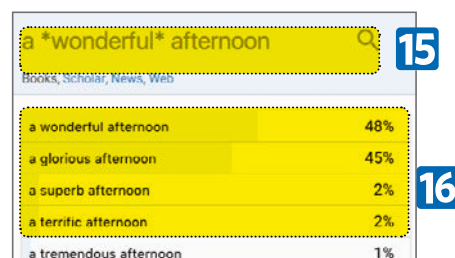 a *wonderful* afternoon
15
Books, Scholar, News, Web
a wonderful afternoon 48%
a glorious afternoon 45%
a superb afternoon 2%
16
a terrific afternoon 2%
a tremendous afternoon 1%